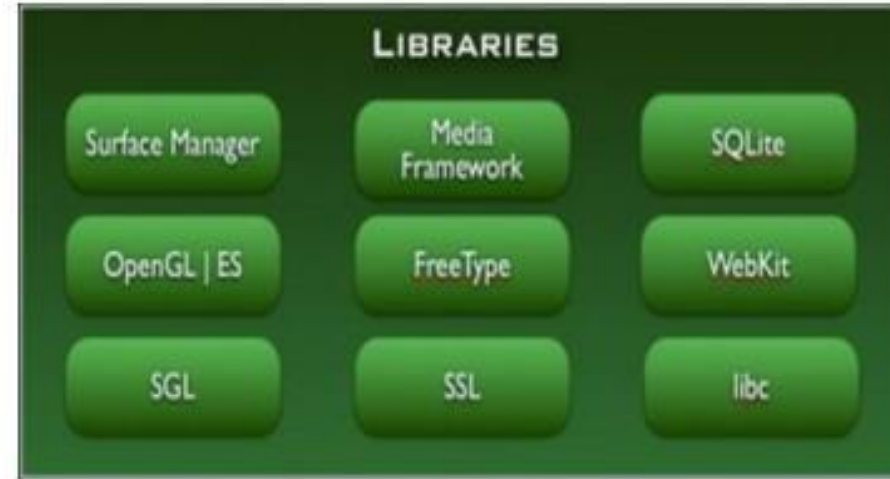 LIBRARIES
Surface Manager
Media
Framework
SQLite
OpenGL | ES
FreeType
WebKit
SGL
SSL
libc